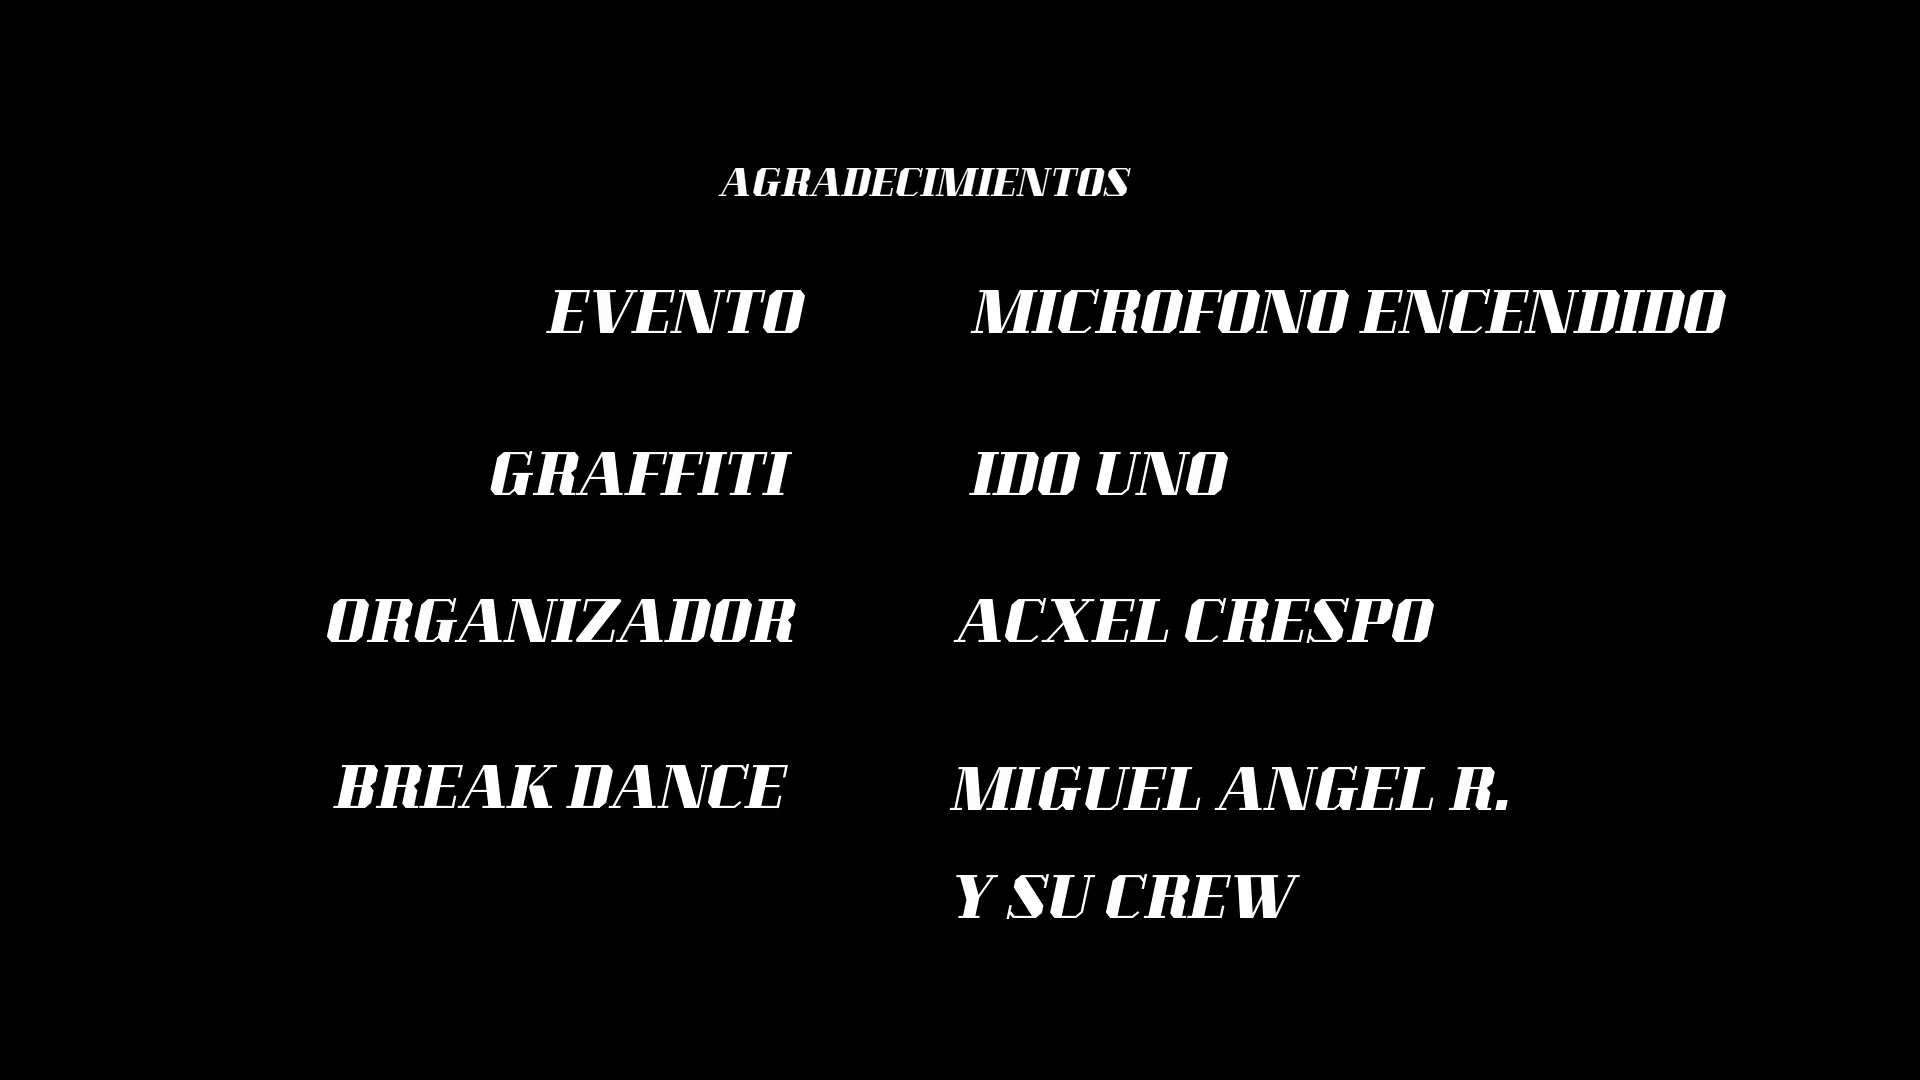 AGRADECIMIENTOS
EVENTO MICROFONO ENCENDIDO
GRAFFITI IDO UNO
ORGANIZADOR ACXEL CRESPO
BREAK DANCE MIGUEL ANGEL R.
Y SU CREW